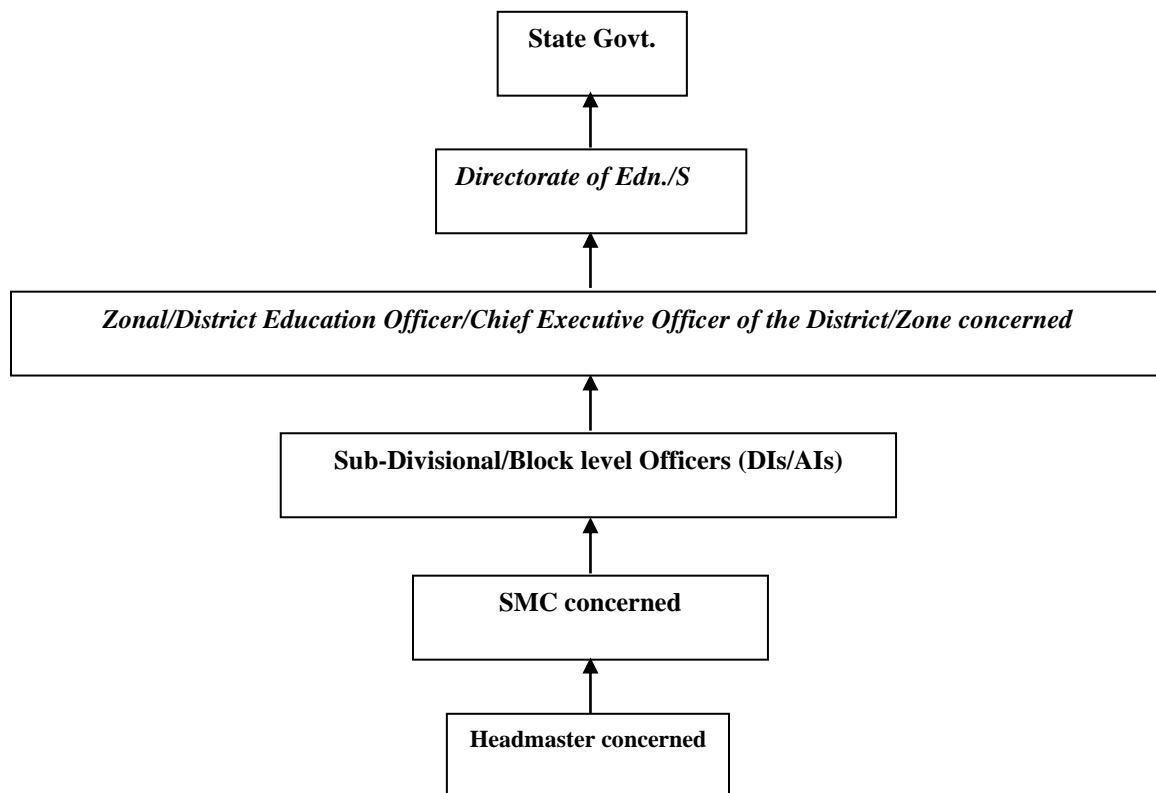 State Govt.
Directorate of Edn./S
Zonal/District Education Officer/Chief Executive Officer of the District/Zone concerned
Sub-Divisional/Block level Officers (DIs/AIs)
SMC concerned
Headmaster concerned